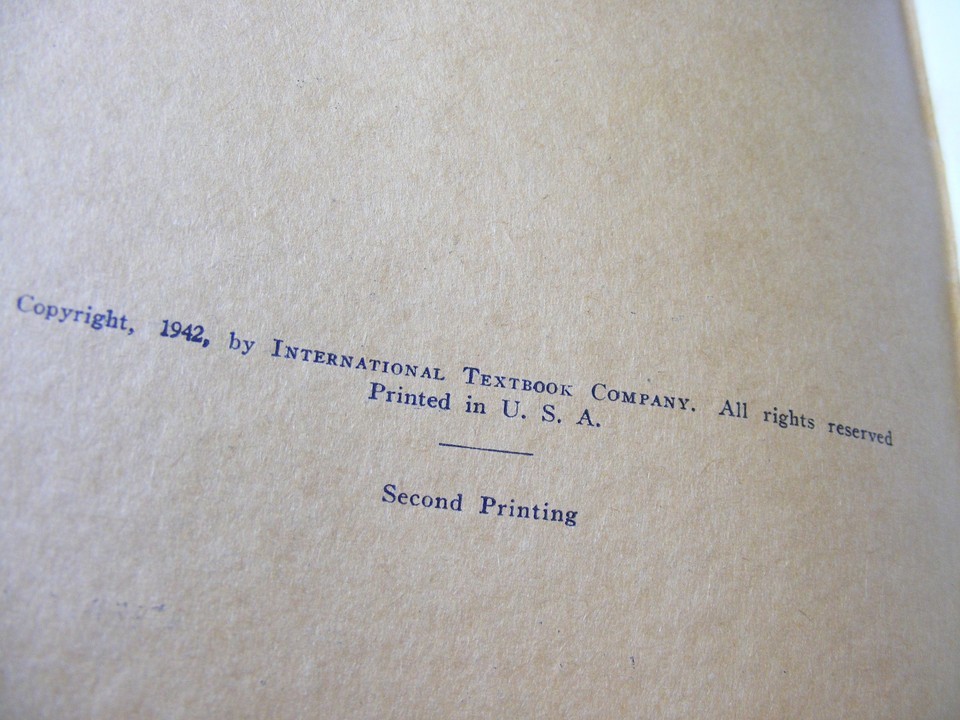 Copyright, 1942, by INTERNATIONAL TEXTBOOK COMPANY. All rights reserved
Printed in U. S. A.
Second Printing